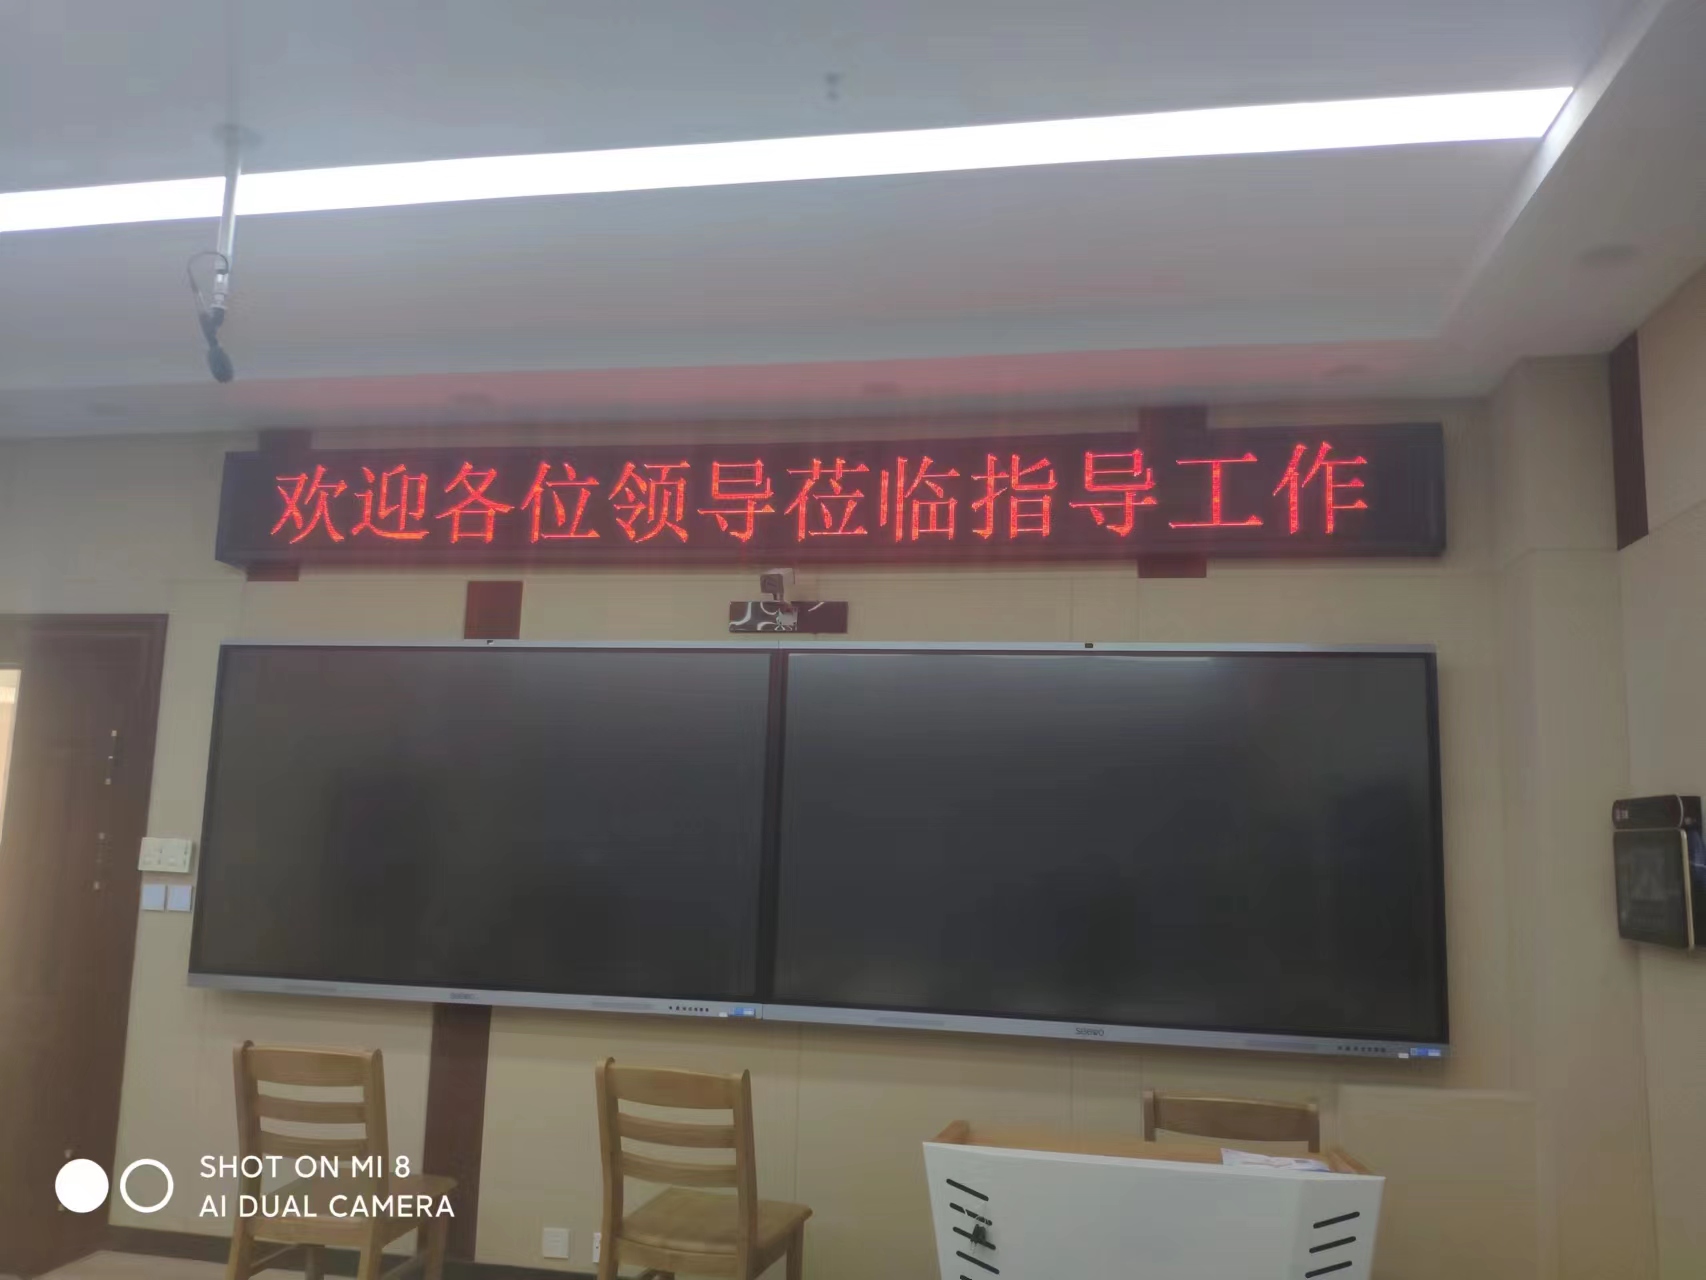 欢迎各位领导莅临指导工作
seewo
SHOT ON MI 8
AI DUAL CAMERA